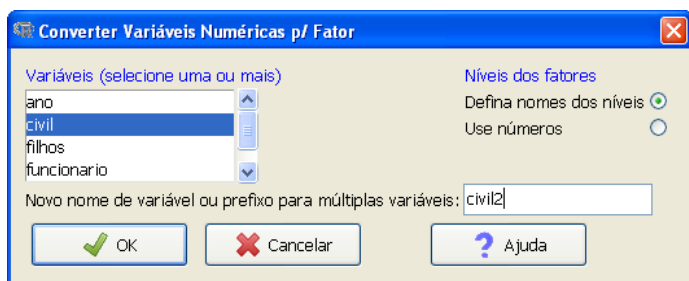 Converter Variáveis Numéricas p/ Fator
Variáveis (selecione uma ou mais)
ano
civil
filhos
funcionario
Níveis dos fatores
Defina nomes dos níveis
Use números
Novo nome de variável ou prefixo para múltiplas variáveis: civil2
OK
Cancelar
? Ajuda